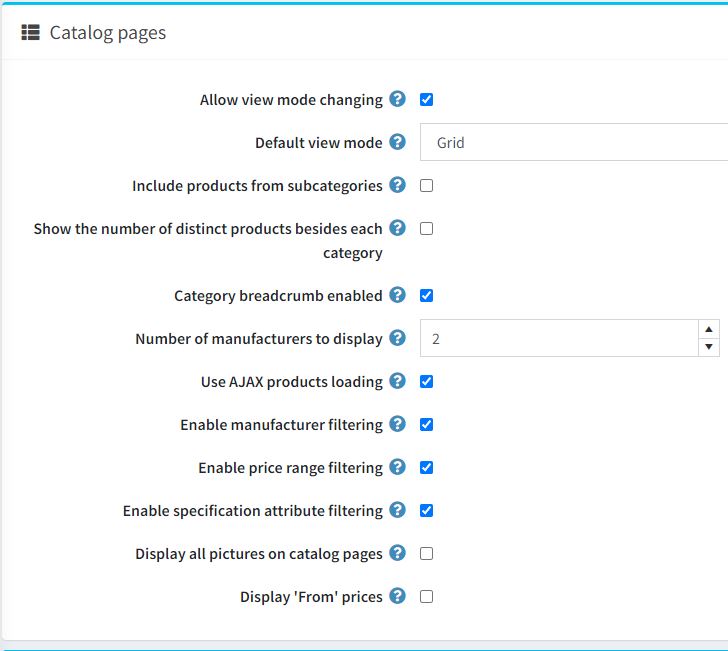 Catalog pages
Allow view mode changing ?
Default view mode ? Grid
Include products from subcategories ?
Show the number of distinct products besides each ?
category
Category breadcrumb enabled ?
Number of manufacturers to display ? 2
Use AJAX products loading ?
Enable manufacturer filtering ?
Enable price range filtering ?
Enable specification attribute filtering ?
Display all pictures on catalog pages ?
Display 'From' prices ?